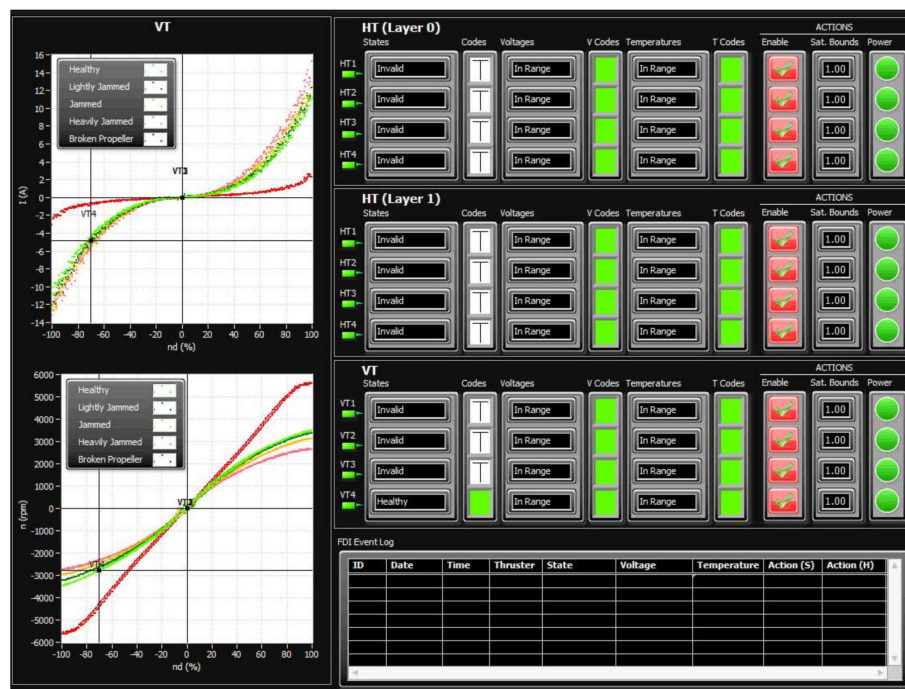 VT
16
14
12
10
8
6
4
2
0
-2
-4
-6
-8
-10
-12
-14
I (A)
Healthy
Lightly Jammed
Jammed
Heavily Jammed
Broken Propeller
VT4
-100 -80 -60 -40 -20 0 20 40 60 80 100
nd (%)
6000
5000
4000
3000
2000
1000
0
-1000
-2000
-3000
-4000
-5000
-6000
n (rpm)
Healthy
Lightly Jammed
Jammed
Heavily Jammed
Broken Propeller
-100 -80 -60 -40 -20 0 20 40 60 80 100
nd (%)
HT (Layer 0)
ACTIONS
States Codes Voltages V Codes Temperatures T Codes Enable Sat. Bounds Power
HT1 Invalid T In Range In Range 1.00
HT2 Invalid T In Range In Range 1.00
HT3 Invalid T In Range In Range 1.00
HT4 Invalid T In Range In Range 1.00
HT (Layer 1)
ACTIONS
States Codes Voltages V Codes Temperatures T Codes Enable Sat. Bounds Power
HT1 Invalid T In Range In Range 1.00
HT2 Invalid T In Range In Range 1.00
HT3 Invalid T In Range In Range 1.00
HT4 Invalid T In Range In Range 1.00
VT
ACTIONS
States Codes Voltages V Codes Temperatures T Codes Enable Sat. Bounds Power
VT1 Invalid T In Range In Range 1.00
VT2 Invalid T In Range In Range 1.00
VT3 Invalid T In Range In Range 1.00
VT4 Healthy In Range In Range 1.00
FDI Event Log
ID Date Time Thruster State Voltage Temperature Action (S) Action (H)